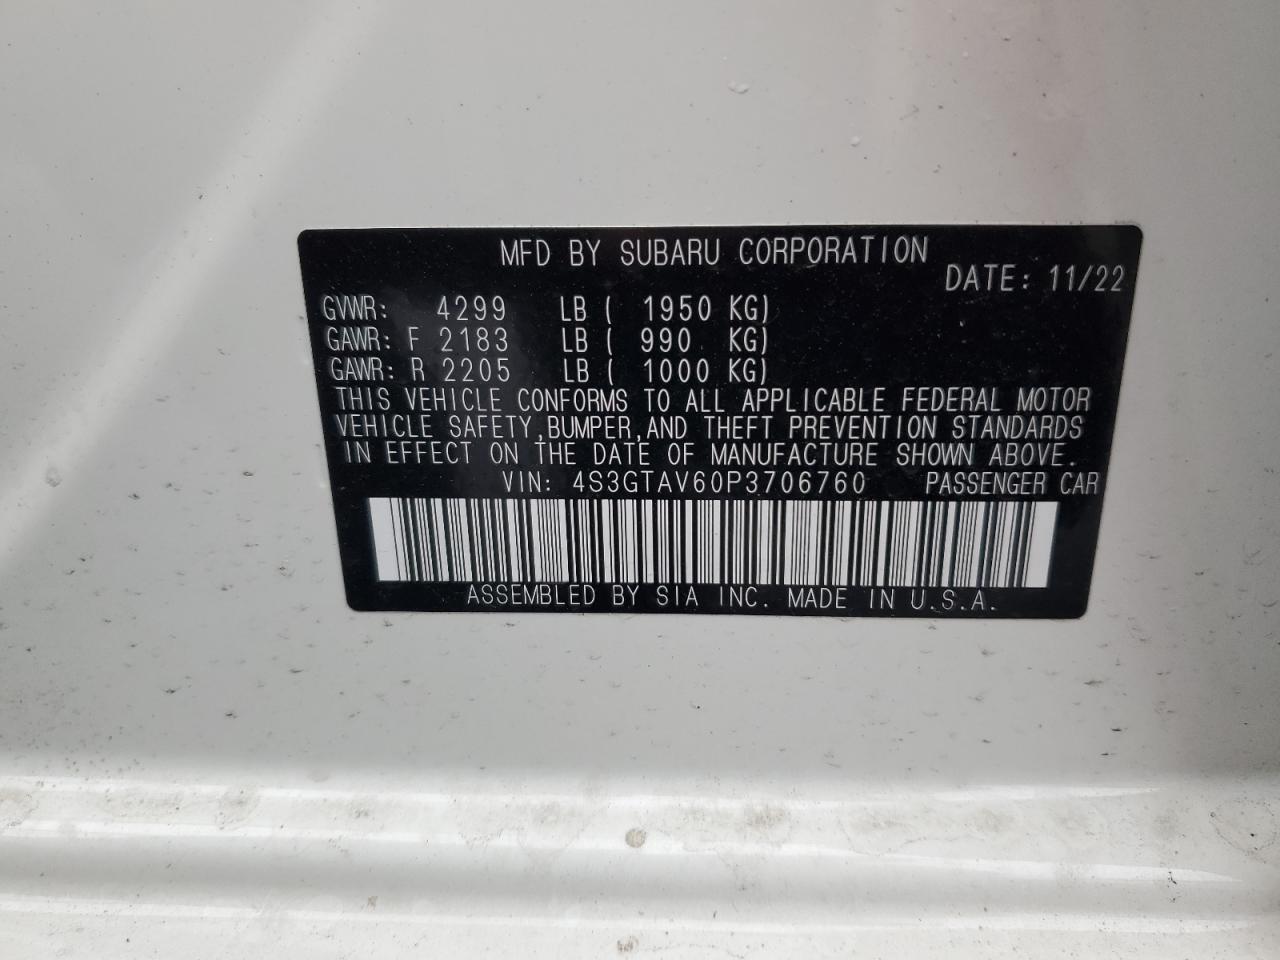 MFD BY SUBARU CORPORATION
DATE: 11/22
GVWR: 4299 LB ( 1950 KG)
GAWR: F 2183 LB ( 990 KG)
GAWR: R 2205 LB ( 1000 KG)
THIS VEHICLE CONFORMS TO ALL APPLICABLE FEDERAL MOTOR
VEHICLE SAFETY,BUMPER,AND THEFT PREVENTION STANDARDS
IN EFFECT ON THE DATE OF MANUFACTURE SHOWN ABOVE.
VIN: 4S3GTAV60P3706760 PASSENGER CAR
ASSEMBLED BY SIA INC. MADE IN U.S.A.